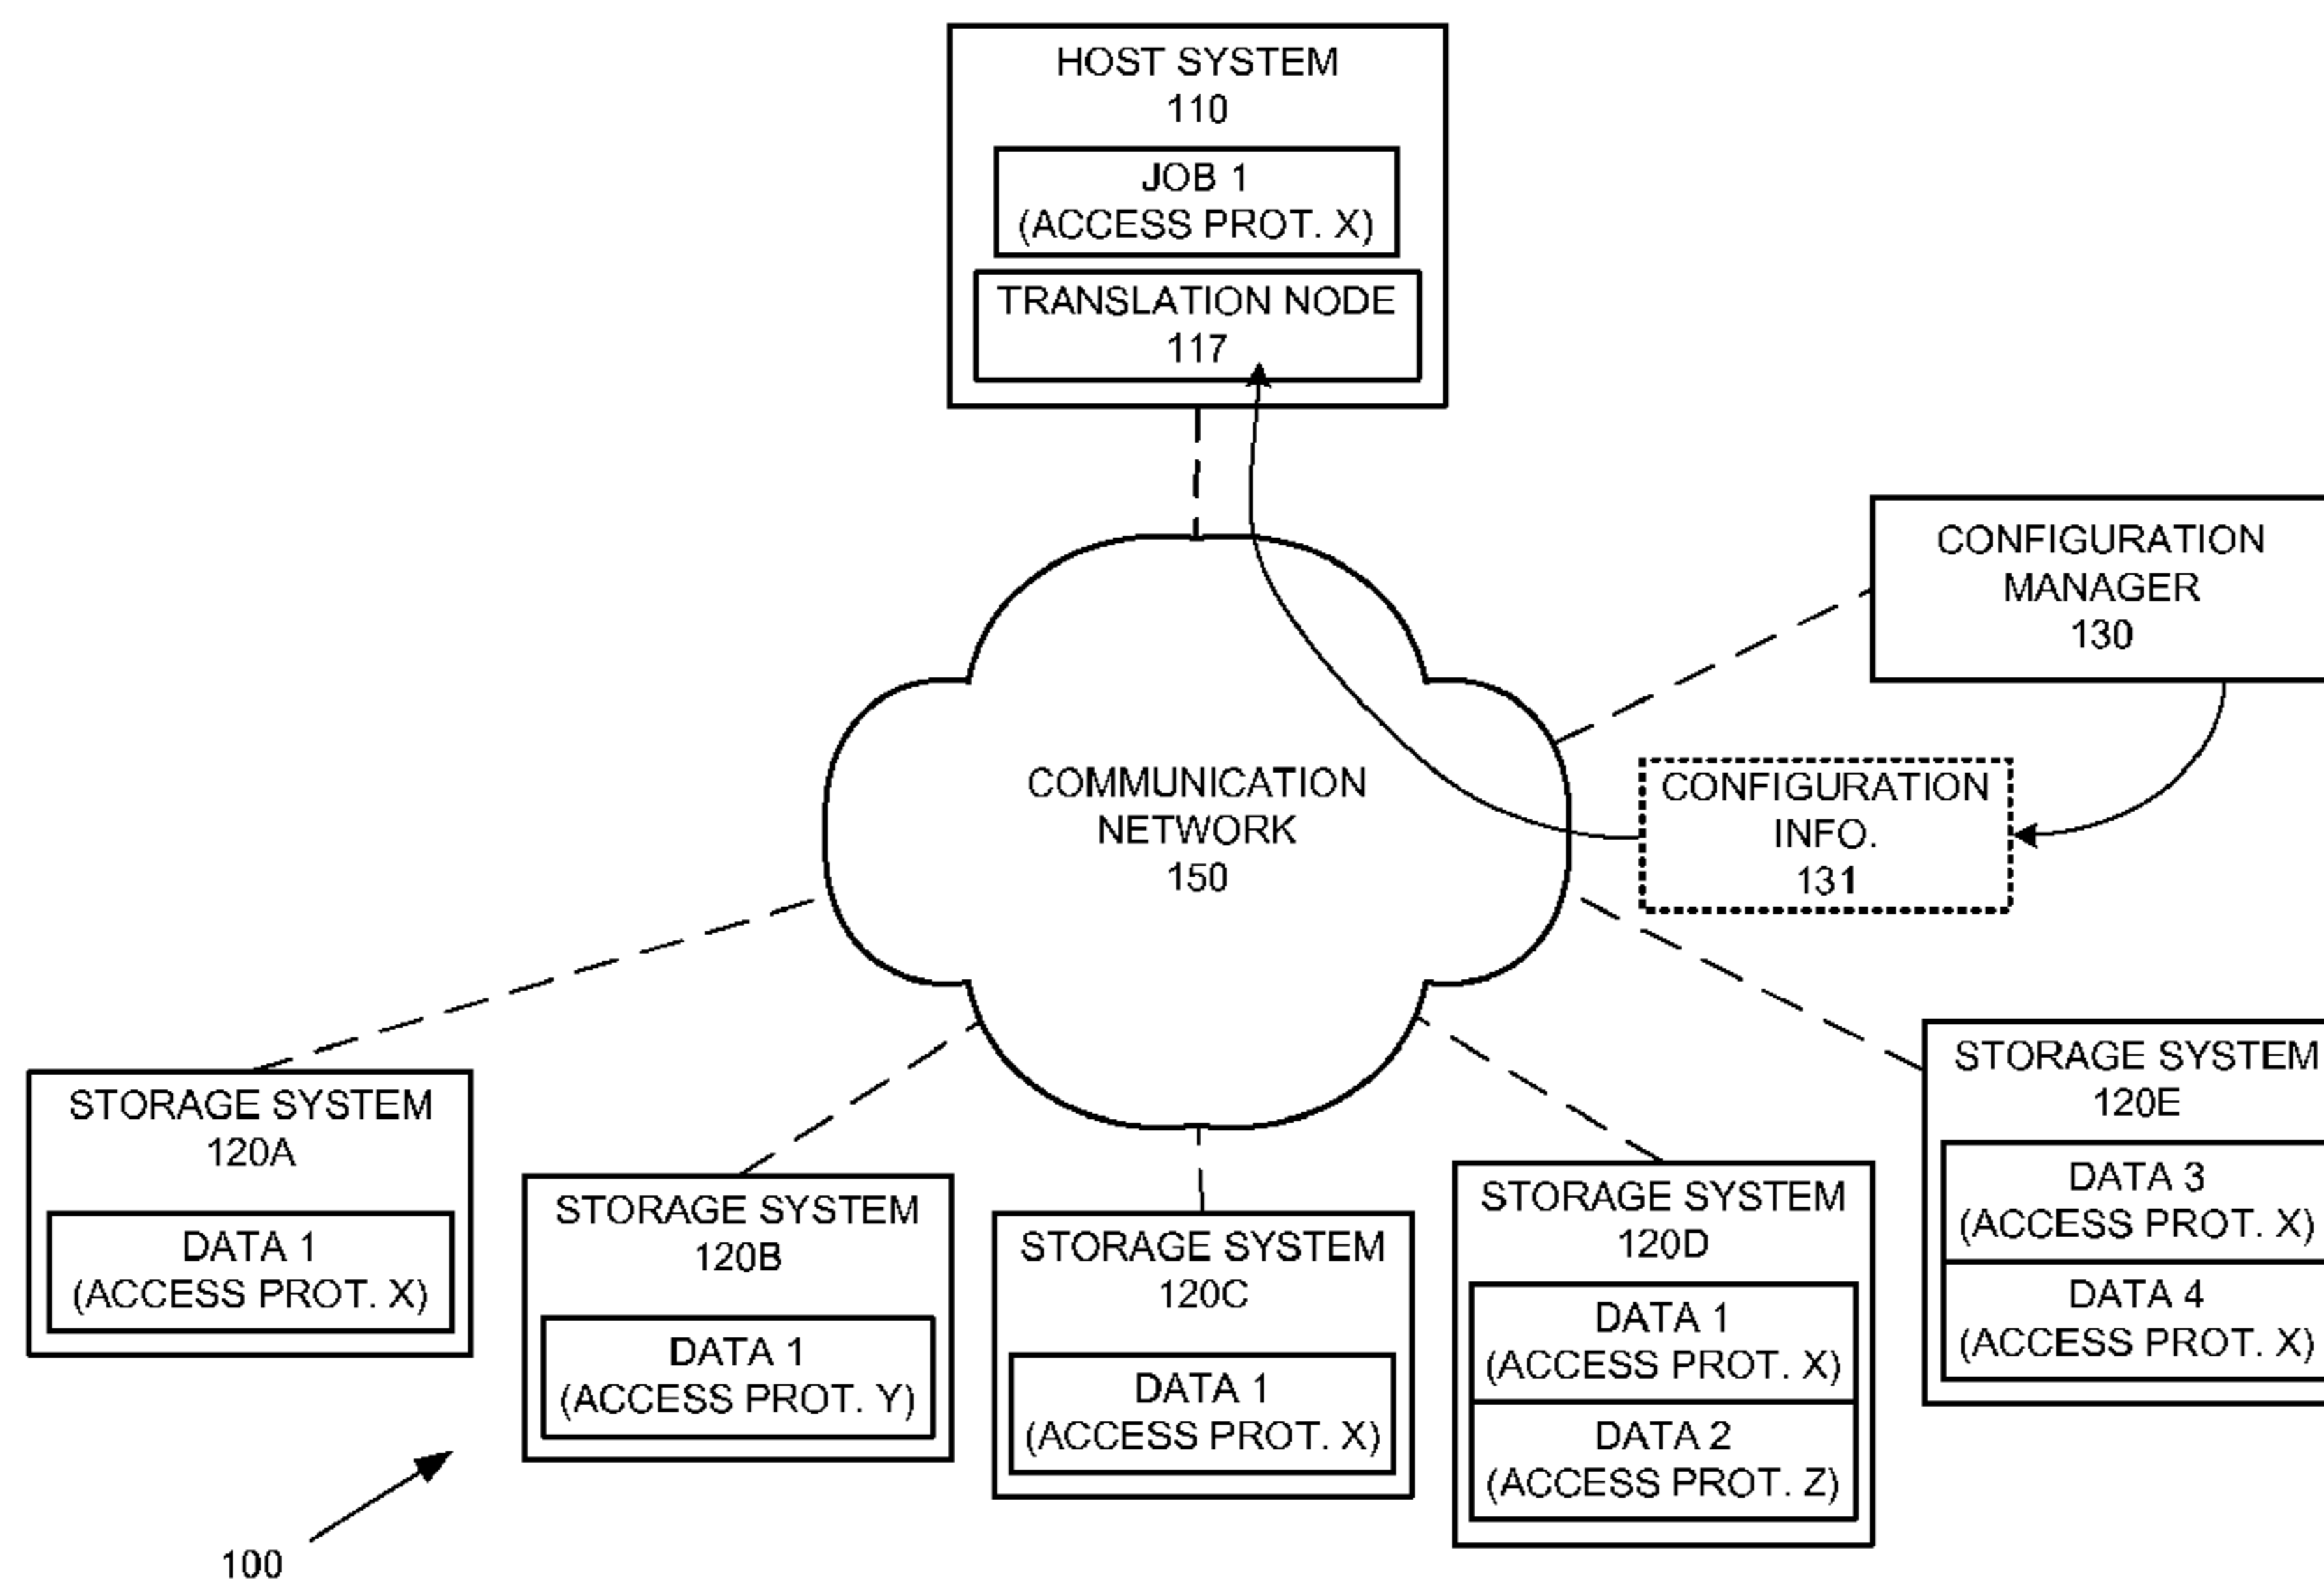 HOST SYSTEM
110
JOB 1
(ACCESS PROT. X)
TRANSLATION NODE
117
CONFIGURATION
MANAGER
130
COMMUNICATION
NETWORK
150
CONFIGURATION
INFO.
131
STORAGE SYSTEM
120A
DATA 1
(ACCESS PROT. X)
STORAGE SYSTEM
120B
DATA 1
(ACCESS PROT. Y)
STORAGE SYSTEM
120C
DATA 1
(ACCESS PROT. X)
STORAGE SYSTEM
120D
DATA 1
(ACCESS PROT. X)
DATA 2
(ACCESS PROT. Z)
STORAGE SYSTEM
120E
DATA 3
(ACCESS PROT. X)
DATA 4
(ACCESS PROT. X)
100